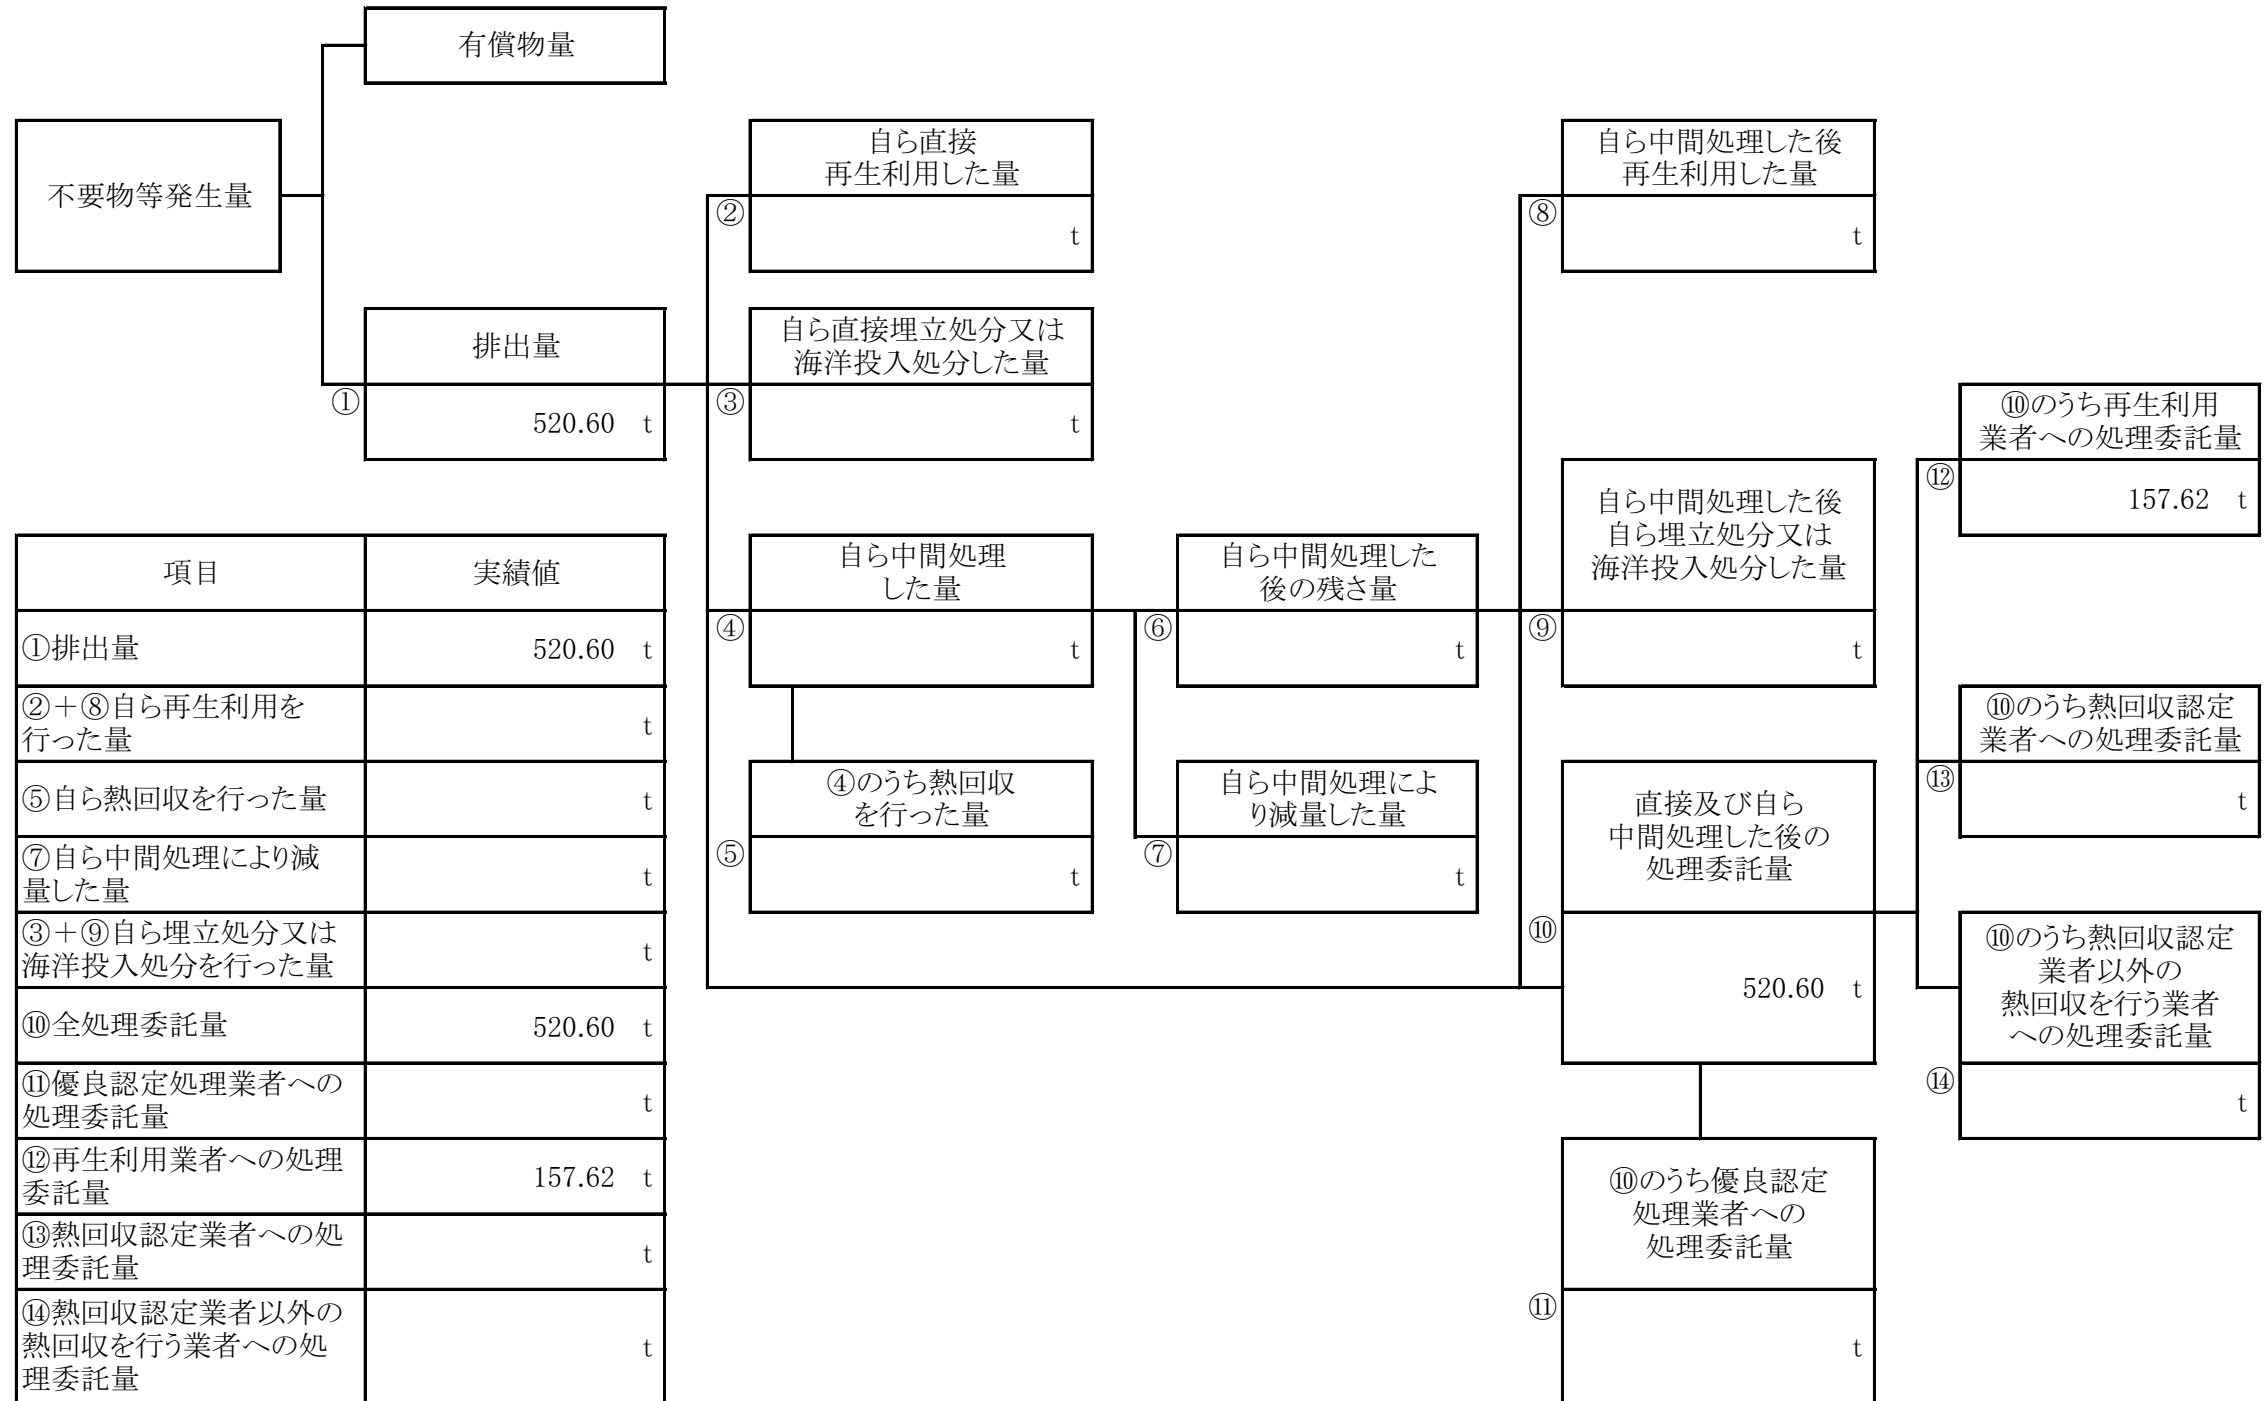 有償物量
不要物等発生量
自ら直接
再生利用した量
②
t
自ら中間処理した後
再生利用した量
⑧
t
排出量
①
520.60 t
自ら直接埋立処分又は
海洋投入処分した量
③
t
⑩のうち再生利用
業者への処理委託量
⑫
157.62 t
自ら中間処理した後
自ら埋立処分又は
海洋投入処分した量
⑨
t
自ら中間処理
した量
④
t
自ら中間処理した
後の残さ量
⑥
t
⑩のうち熱回収認定
業者への処理委託量
⑬
t
④のうち熱回収
を行った量
⑤
t
自ら中間処理によ
り減量した量
⑦
t
直接及び自ら
中間処理した後の
処理委託量
⑩
520.60 t
⑩のうち熱回収認定
業者以外の
熱回収を行う業者
への処理委託量
⑭
t
⑩のうち優良認定
処理業者への
処理委託量
⑪
t
項目 実績値
①排出量 520.60 t
②+⑧自ら再生利用を
行った量 t
⑤自ら熱回収を行った量 t
⑦自ら中間処理により減
量した量 t
③+⑨自ら埋立処分又は
海洋投入処分を行った量 t
⑩全処理委託量 520.60 t
⑪優良認定処理業者への
処理委託量 t
⑫再生利用業者への処理
委託量 157.62 t
⑬熱回収認定業者への処
理委託量 t
⑭熱回収認定業者以外の
熱回収を行う業者への処
理委託量 t